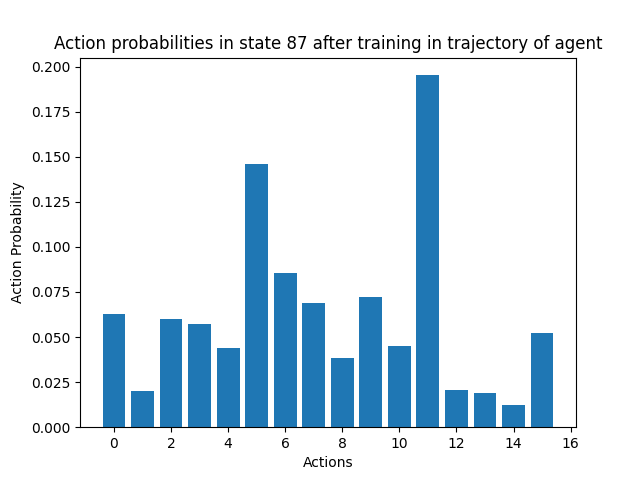 Action probabilities in state 87 after training in trajectory of agent
0.200
0.175
0.150
0.125
0.100
0.075
0.050
0.025
0.000
Action Probability
0 2 4 6 8 10 12 14 16
Actions